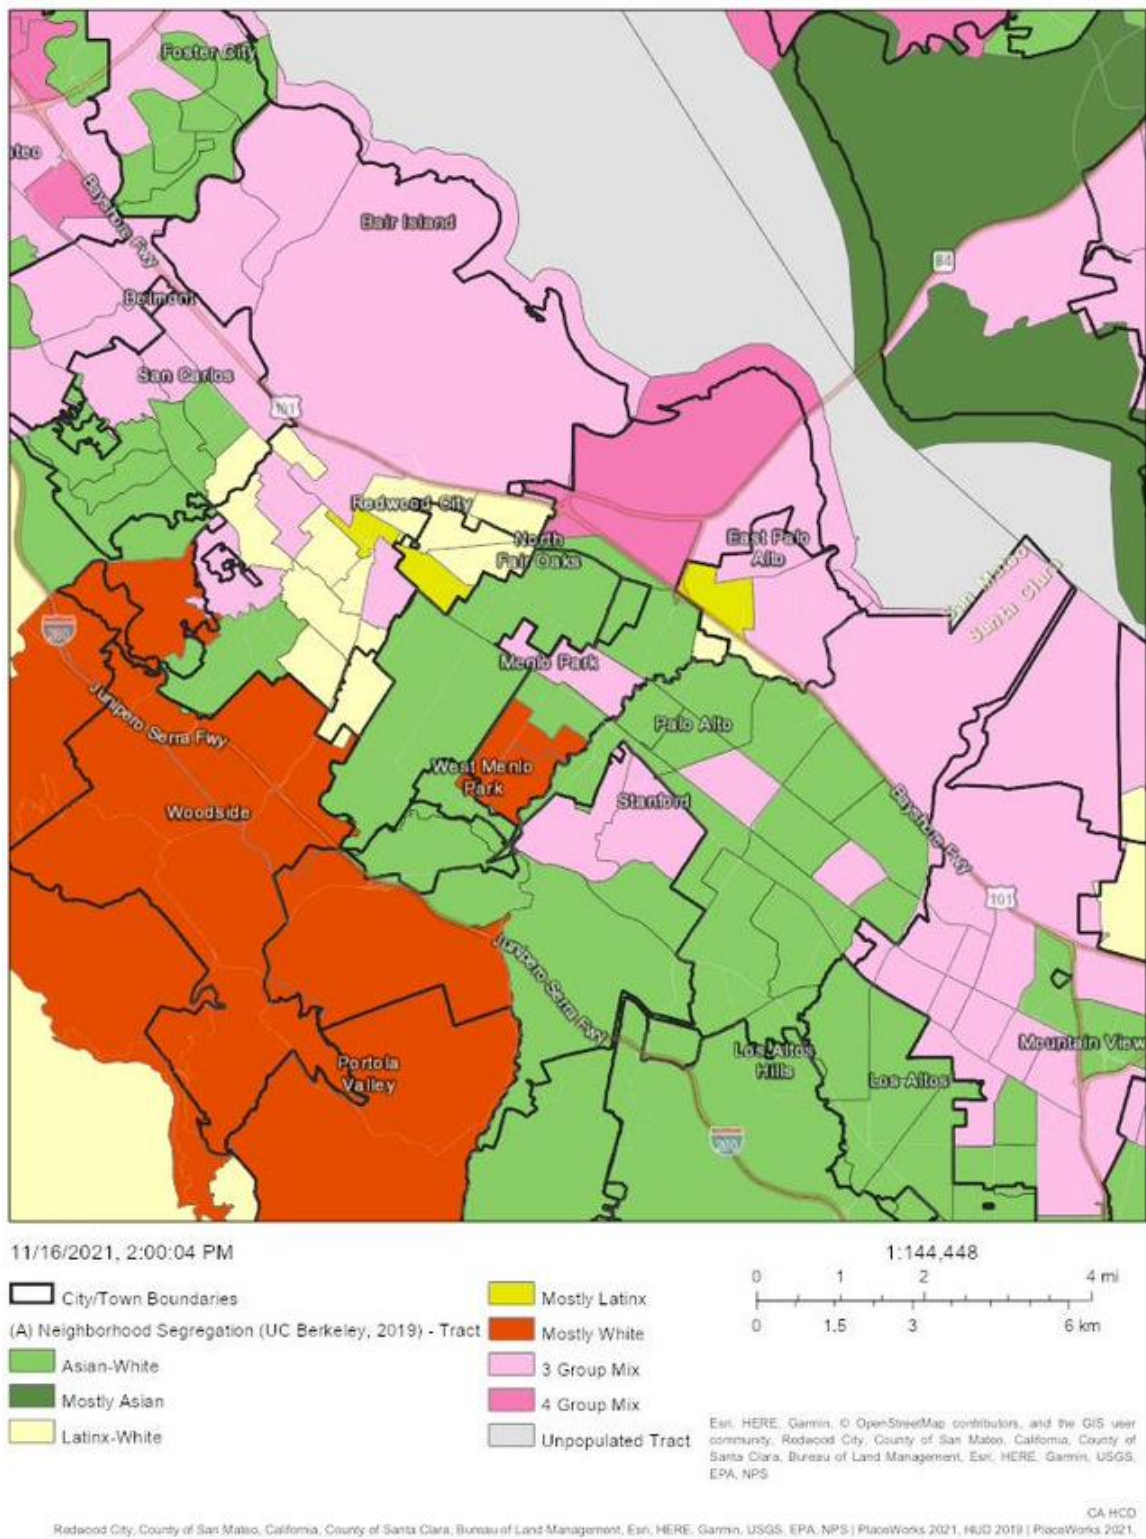 Foster City
ateo
Bayshore Fwy
Bair Island
84
Belmont
San Carlos
101
Redwood City
North
Fair Oaks
East Palo
Alto
San Mateo
Santa Clara
280
Menlo Park
Junipero Serra Fwy
Palo Alto
West Menlo
Park
Stanford
Woodside
Bayshore Fwy
101
Junipero Serra Fwy
Portola
Valley
Los Altos
Hills
Los Altos
Mountain View
280
11/16/2021, 2:00:04 PM
1:144,448
0 1 2 4 mi
0 1.5 3 6 km
City/Town Boundaries
(A) Neighborhood Segregation (UC Berkeley, 2019) - Tract
Asian-White
Mostly Asian
Latinx-White
Mostly Latinx
Mostly White
3 Group Mix
4 Group Mix
Unpopulated Tract
Esri, HERE, Garmin, © OpenStreetMap contributors, and the GIS user
community, Redwood City, County of San Mateo, California, County of
Santa Clara, Bureau of Land Management, Esri, HERE, Garmin, USGS,
EPA, NPS
CA HCD
Redwood City, County of San Mateo, California, County of Santa Clara, Bureau of Land Management, Esri, HERE, Garmin, USGS, EPA, NPS | PlaceWorks 2021, HUD 2019 | PlaceWorks 2021,